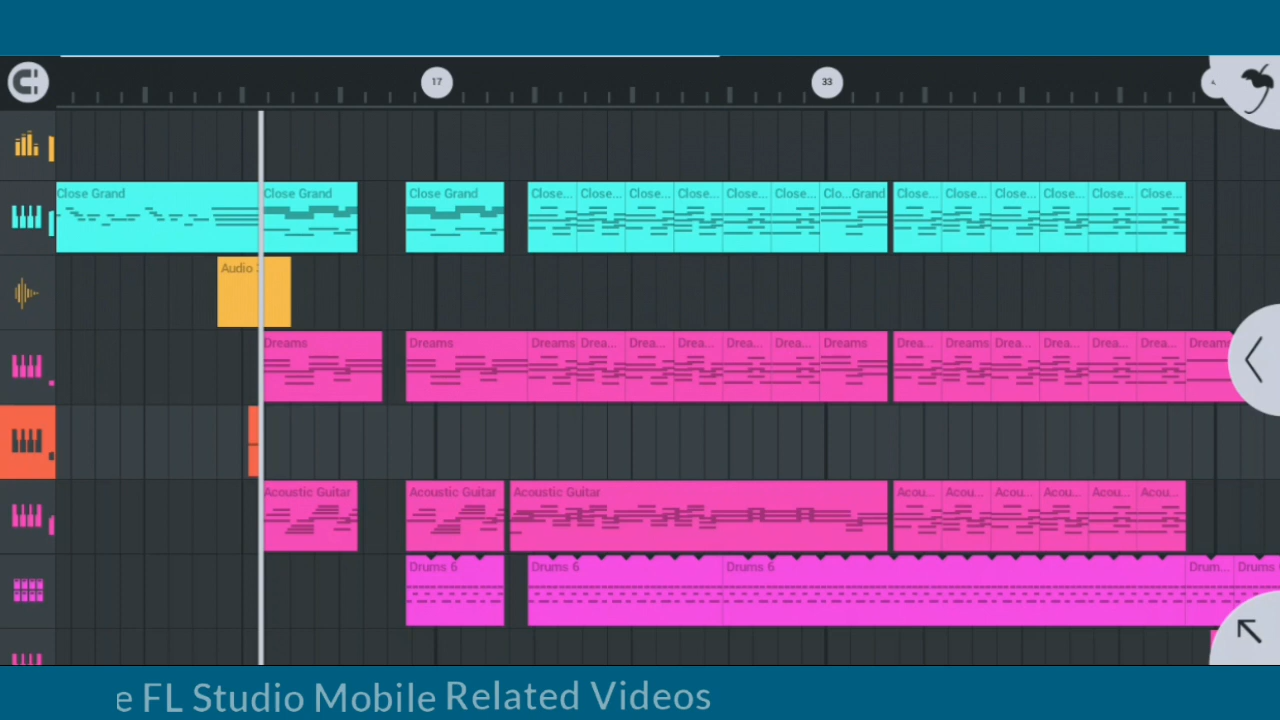 17 33
Close Grand Close Grand Close Grand Close... Close... Close... Close... Close... Close... Clo...Grand Close... Close... Close... Close... Close... Close...
Audio
Dreams Dreams Dreams Drea... Drea... Drea... Drea... Drea... Dreams Drea... Dreams Drea... Drea... Drea... Drea... Dreams
Acoustic Guitar Acoustic Guitar Acoustic Guitar Acou... Acou... Acou... Acou... Acou... Acou...
Drums 6 Drums 6 Drums 6 Drum... Drums
e FL Studio Mobile Related Videos